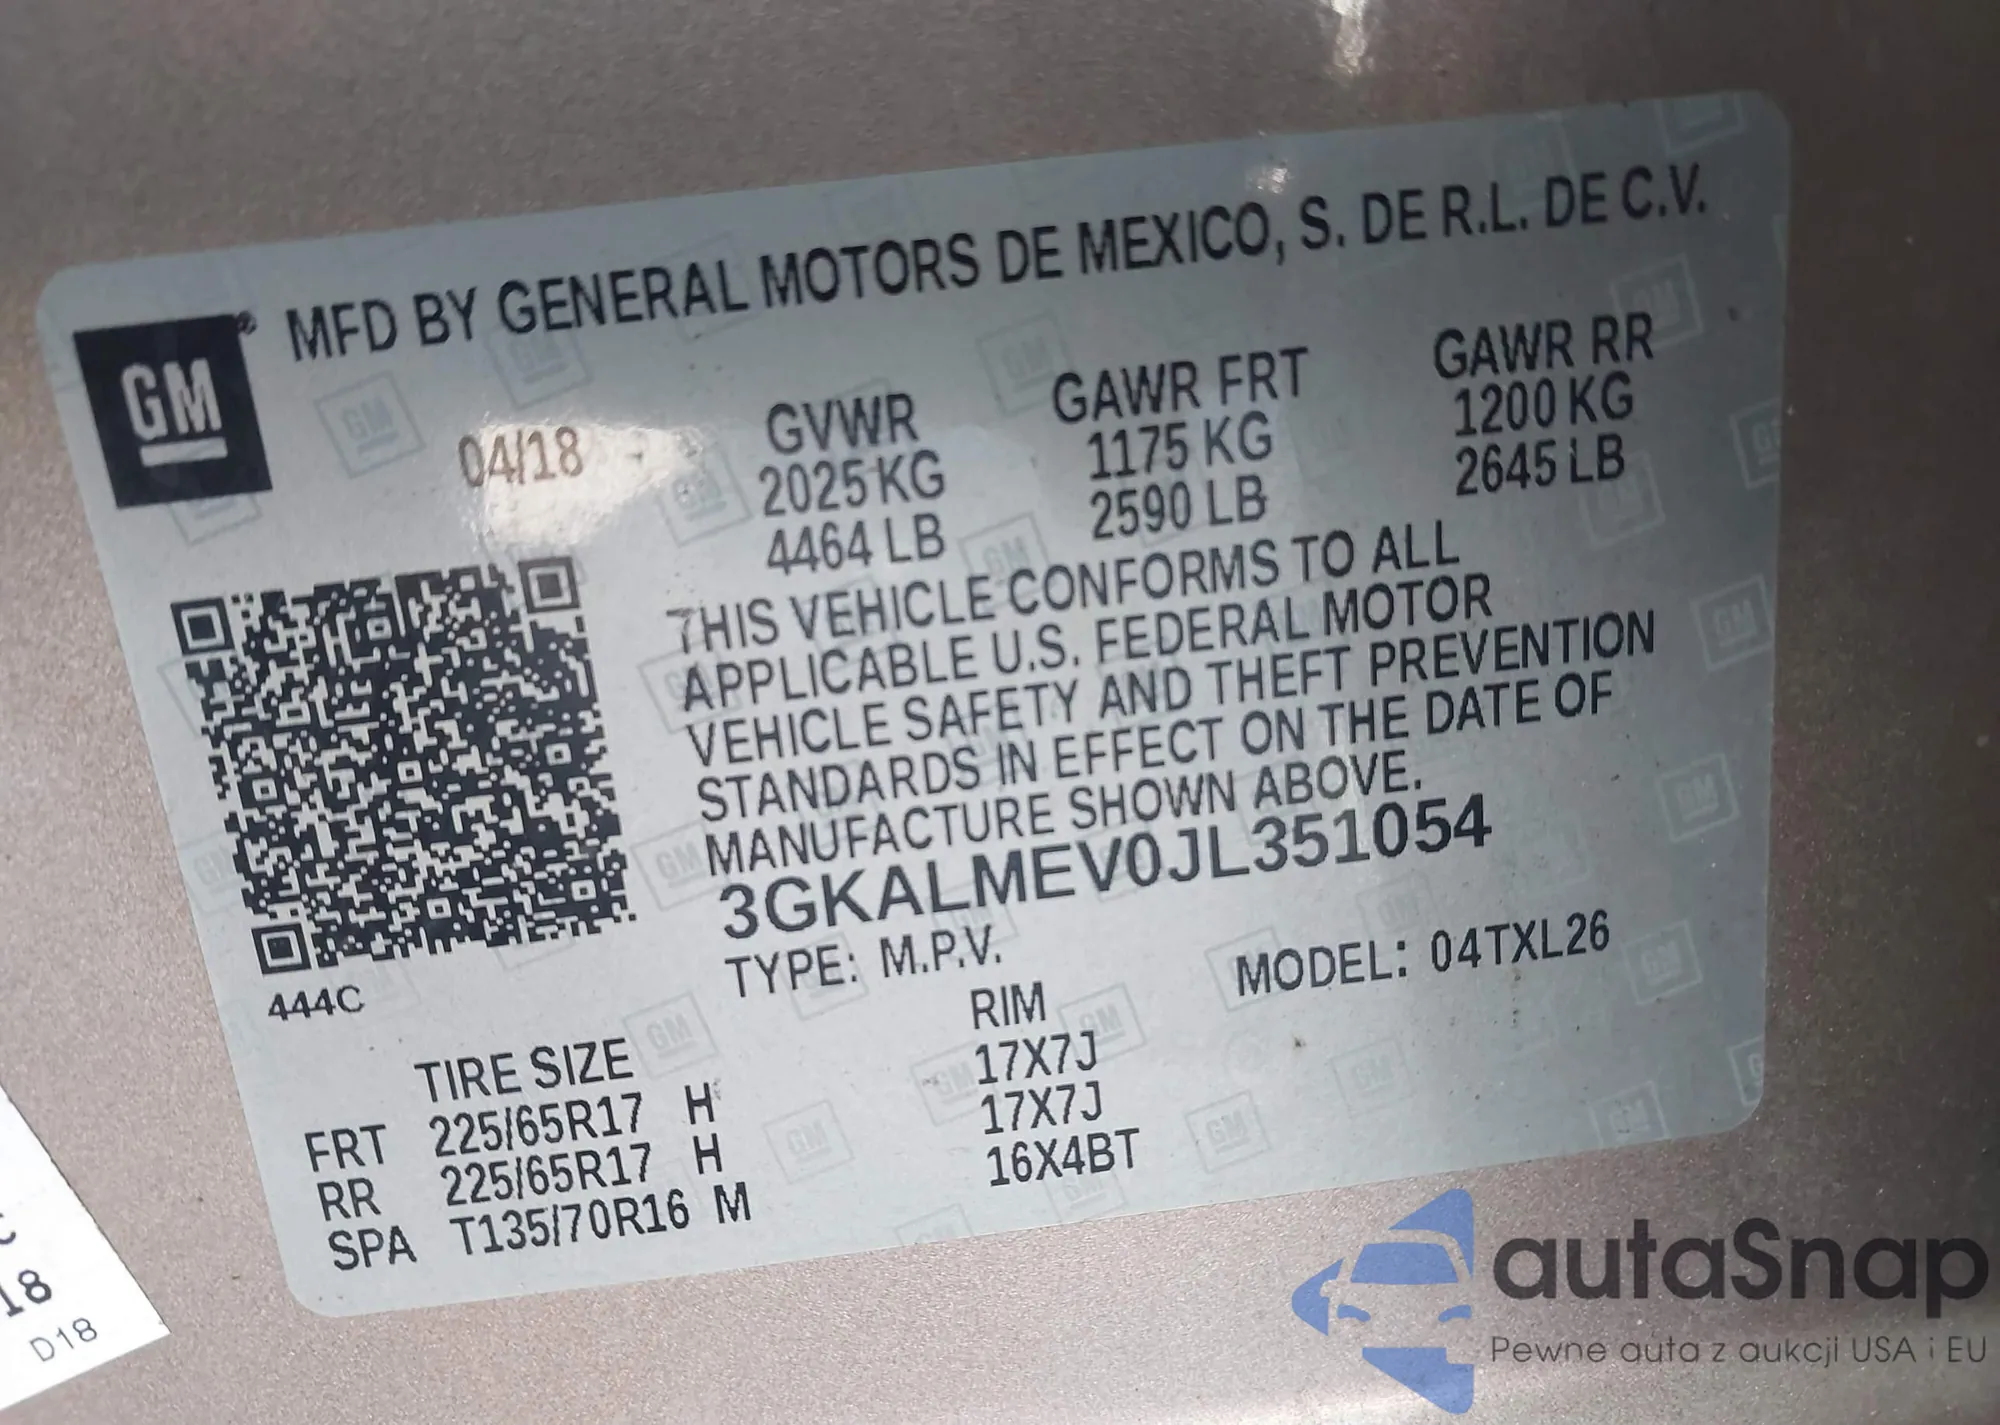 GM® MFD BY GENERAL MOTORS DE MEXICO, S. DE R.L. DE C.V.
04/18
GVWR GAWR FRT GAWR RR
2025 KG 1175 KG 1200 KG
4464 LB 2590 LB 2645 LB
THIS VEHICLE CONFORMS TO ALL
APPLICABLE U.S. FEDERAL MOTOR
VEHICLE SAFETY AND THEFT PREVENTION
STANDARDS IN EFFECT ON THE DATE OF
MANUFACTURE SHOWN ABOVE.
3GKALMEV0JL351054
TYPE: M.P.V. MODEL: 04TXL26
444C
TIRE SIZE RIM
FRT 225/65R17 H 17X7J
RR 225/65R17 H 17X7J
SPA T135/70R16 M 16X4BT
18
D18
autaSnap
Pewne auta z aukcji USA i EU